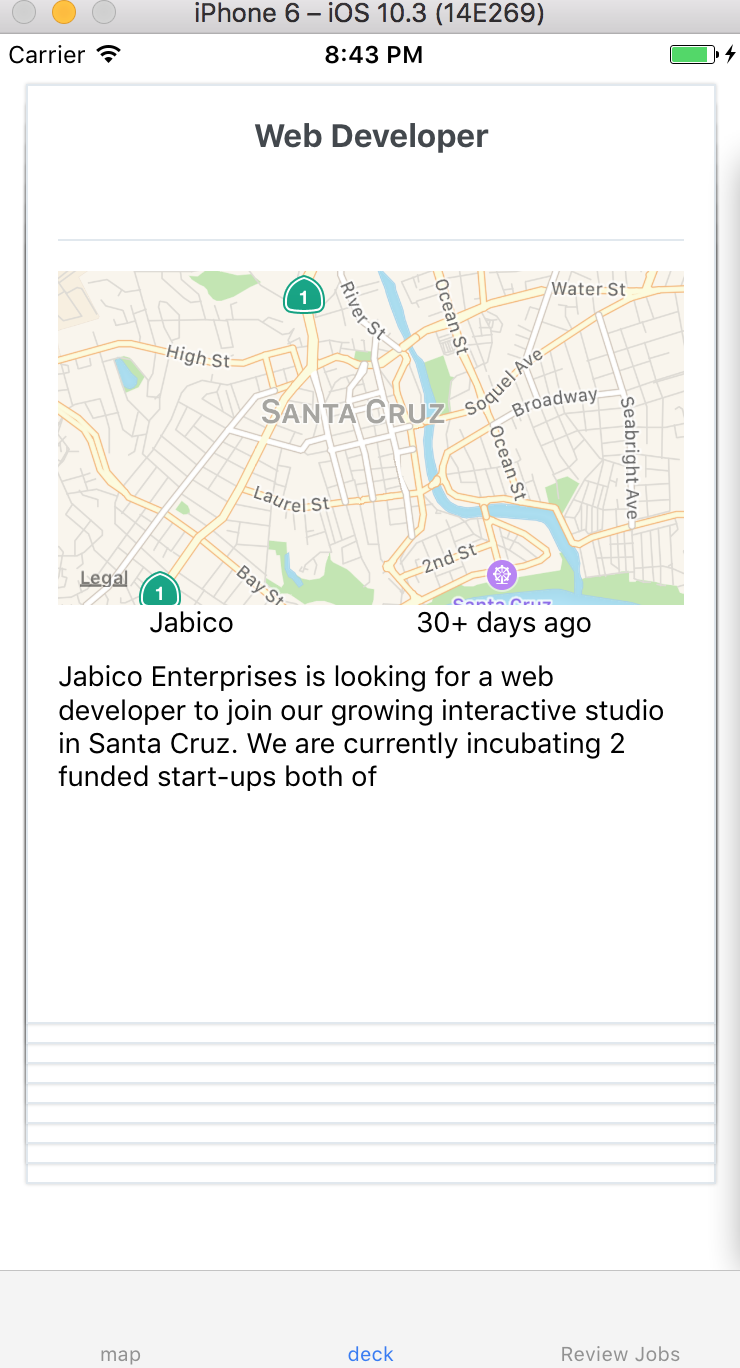 iPhone 6 – iOS 10.3 (14E269)
Carrier 8:43 PM
Web Developer
1
River St
Ocean St
Water St
High St
Soquel Ave
Broadway
SANTA CRUZ
Seabright Ave
Ocean St
Laurel St
2nd St
Legal
1
Bay St
Santa Cruz
Jabico 30+ days ago
Jabico Enterprises is looking for a web
developer to join our growing interactive studio
in Santa Cruz. We are currently incubating 2
funded start-ups both of
map deck Review Jobs